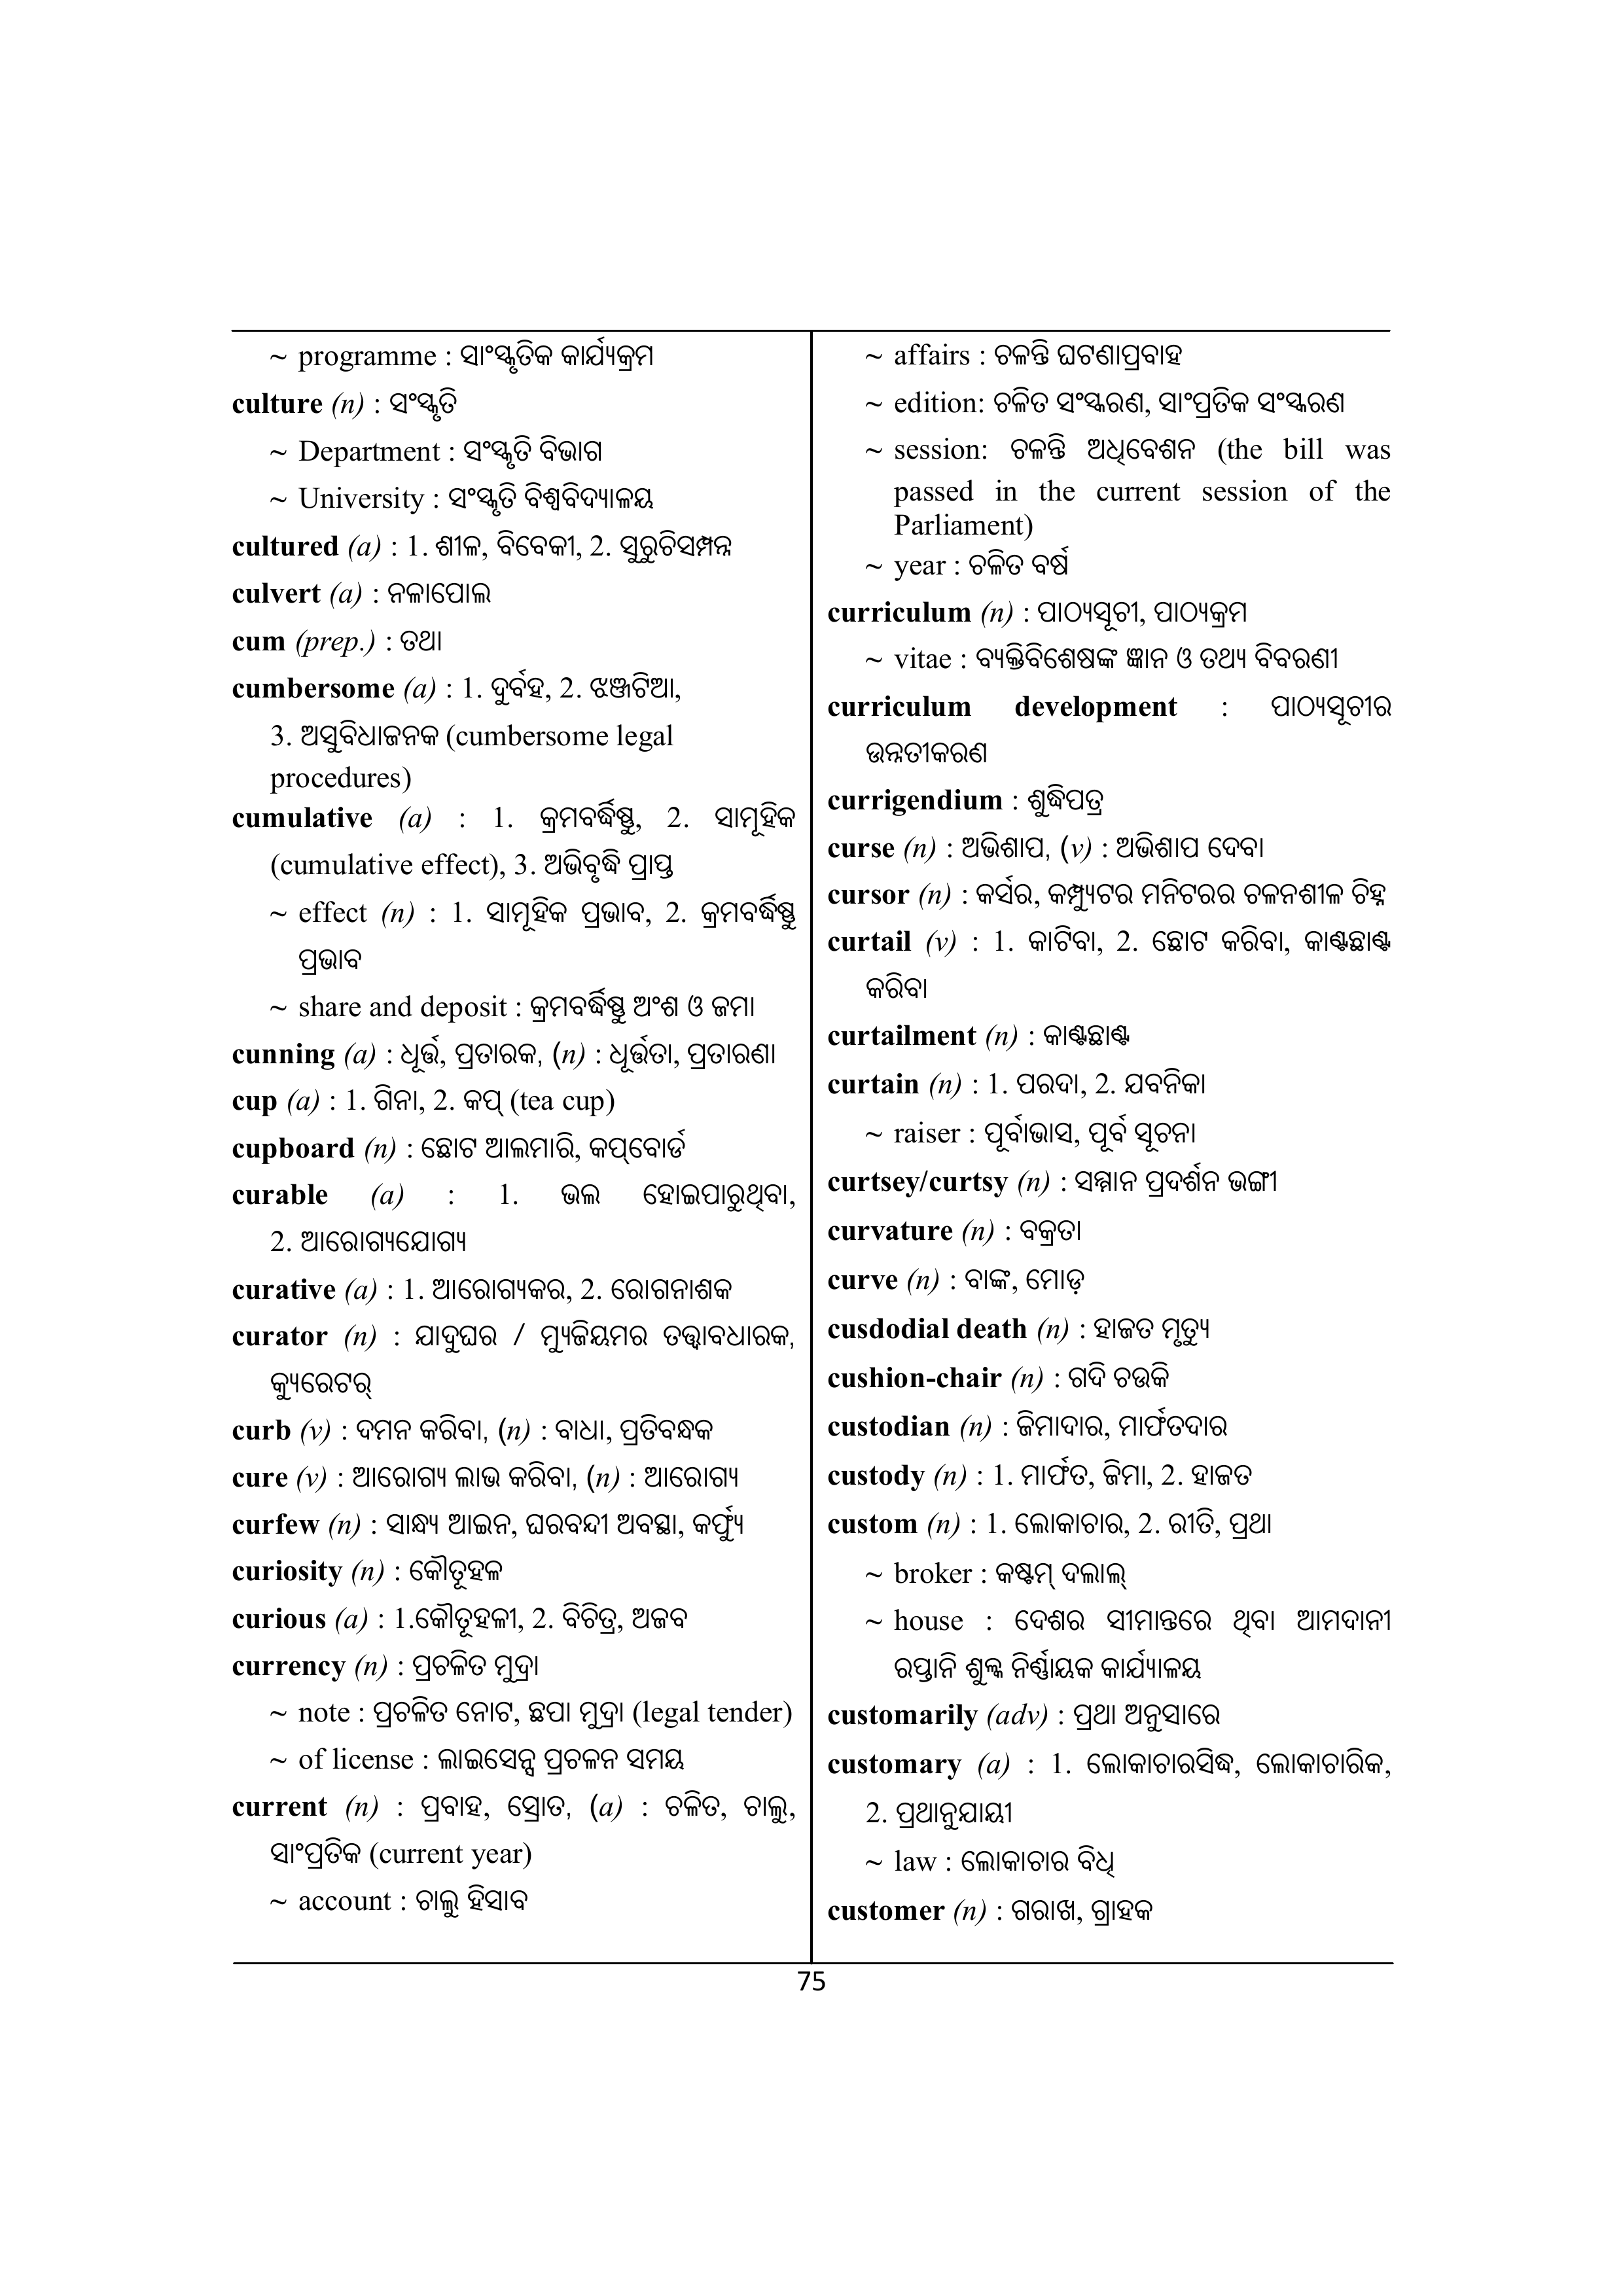 ~ programme : ସାଂସ୍କୃତିକ କାର୍ଯ୍ୟକ୍ରମ
culture (n) : ସଂସ୍କୃତି
~ Department : ସଂସ୍କୃତି ବିଭାଗ
~ University : ସଂସ୍କୃତି ବିଶ୍ୱବିଦ୍ୟାଳୟ
cultured (a) : 1. ଶୀଳ, ବିବେକୀ, 2. ସୁରୁଚିସମ୍ପନ୍ନ
culvert (a) : ନଳାପୋଲ
cum (prep.) : ତଥା
cumbersome (a) : 1. ଦୁର୍ବହ, 2. ଝଞ୍ଜଟିଆ,
3. ଅସୁବିଧାଜନକ (cumbersome legal
procedures)
cumulative (a) : 1. କ୍ରମବର୍ଦ୍ଧିଷ୍ଣୁ, 2. ସାମୂହିକ
(cumulative effect), 3. ଅଭିବୃଦ୍ଧି ପ୍ରାପ୍ତ
~ effect (n) : 1. ସାମୂହିକ ପ୍ରଭାବ, 2. କ୍ରମବର୍ଦ୍ଧିଷ୍ଣୁ
ପ୍ରଭାବ
~ share and deposit : କ୍ରମବର୍ଦ୍ଧିଷ୍ଣୁ ଅଂଶ ଓ ଜମା
cunning (a) : ଧୂର୍ତ୍ତ, ପ୍ରତାରକ, (n) : ଧୂର୍ତ୍ତତା, ପ୍ରତାରଣା
cup (a) : 1. ଗିନା, 2. କପ୍ (tea cup)
cupboard (n) : ଛୋଟ ଆଲମାରି, କପ୍‌ବୋର୍ଡ
curable (a) : 1. ଭଲ ହୋଇପାରୁଥିବା,
2. ଆରୋଗ୍ୟଯୋଗ୍ୟ
curative (a) : 1. ଆରୋଗ୍ୟକର, 2. ରୋଗନାଶକ
curator (n) : ଯାଦୁଘର / ମ୍ୟୁଜିୟମର ତତ୍ତ୍ୱାବଧାରକ,
କ୍ୟୁରେଟର୍
curb (v) : ଦମନ କରିବା, (n) : ବାଧା, ପ୍ରତିବନ୍ଧକ
cure (v) : ଆରୋଗ୍ୟ ଲାଭ କରିବା, (n) : ଆରୋଗ୍ୟ
curfew (n) : ସାନ୍ଧ୍ୟ ଆଇନ, ଘରବନ୍ଦୀ ଅବସ୍ଥା, କର୍ଫ୍ୟୁ
curiosity (n) : କୌତୂହଳ
curious (a) : 1.କୌତୂହଳୀ, 2. ବିଚିତ୍ର, ଅଜବ
currency (n) : ପ୍ରଚଳିତ ମୁଦ୍ରା
~ note : ପ୍ରଚଳିତ ନୋଟ, ଛପା ମୁଦ୍ରା (legal tender)
~ of license : ଲାଇସେନ୍ସ ପ୍ରଚଳନ ସମୟ
current (n) : ପ୍ରବାହ, ସ୍ରୋତ, (a) : ଚଳିତ, ଚାଲୁ,
ସାଂପ୍ରତିକ (current year)
~ account : ଚାଲୁ ହିସାବ
~ affairs : ଚଳନ୍ତି ଘଟଣାପ୍ରବାହ
~ edition: ଚଳିତ ସଂସ୍କରଣ, ସାଂପ୍ରତିକ ସଂସ୍କରଣ
~ session: ଚଳନ୍ତି ଅଧିବେଶନ (the bill was
passed in the current session of the
Parliament)
~ year : ଚଳିତ ବର୍ଷ
curriculum (n) : ପାଠ୍ୟସୂଚୀ, ପାଠ୍ୟକ୍ରମ
~ vitae : ବ୍ୟକ୍ତିବିଶେଷଙ୍କ ଜ୍ଞାନ ଓ ତଥ୍ୟ ବିବରଣୀ
curriculum development : ପାଠ୍ୟସୂଚୀର
ଉନ୍ନତୀକରଣ
currigendium : ଶୁଦ୍ଧିପତ୍ର
curse (n) : ଅଭିଶାପ, (v) : ଅଭିଶାପ ଦେବା
cursor (n) : କର୍ସର, କମ୍ପ୍ୟୁଟର ମନିଟରର ଚଳନଶୀଳ ଚିହ୍ନ
curtail (v) : 1. କାଟିବା, 2. ଛୋଟ କରିବା, କାଣ୍ଟଛାଣ୍ଟ
କରିବା
curtailment (n) : କାଣ୍ଟଛାଣ୍ଟ
curtain (n) : 1. ପରଦା, 2. ଯବନିକା
~ raiser : ପୂର୍ବାଭାସ, ପୂର୍ବ ସୂଚନା
curtsey/curtsy (n) : ସମ୍ମାନ ପ୍ରଦର୍ଶନ ଭଙ୍ଗୀ
curvature (n) : ବକ୍ରତା
curve (n) : ବାଙ୍କ, ମୋଡ଼
cusdodial death (n) : ହାଜତ ମୃତ୍ୟୁ
cushion-chair (n) : ଗଦି ଚଉକି
custodian (n) : ଜିମାଦାର, ମାର୍ଫତଦାର
custody (n) : 1. ମାର୍ଫତ, ଜିମା, 2. ହାଜତ
custom (n) : 1. ଲୋକାଚାର, 2. ରୀତି, ପ୍ରଥା
~ broker : କଷ୍ଟମ୍ ଦଲାଲ୍
~ house : ଦେଶର ସୀମାନ୍ତରେ ଥିବା ଆମଦାନୀ
ରପ୍ତାନି ଶୁଳ୍କ ନିର୍ଣ୍ଣାୟକ କାର୍ଯ୍ୟାଳୟ
customarily (adv) : ପ୍ରଥା ଅନୁସାରେ
customary (a) : 1. ଲୋକାଚାରସିଦ୍ଧ, ଲୋକାଚାରିକ,
2. ପ୍ରଥାନୁଯାୟୀ
~ law : ଲୋକାଚାର ବିଧି
customer (n) : ଗରାଖ, ଗ୍ରାହକ
75